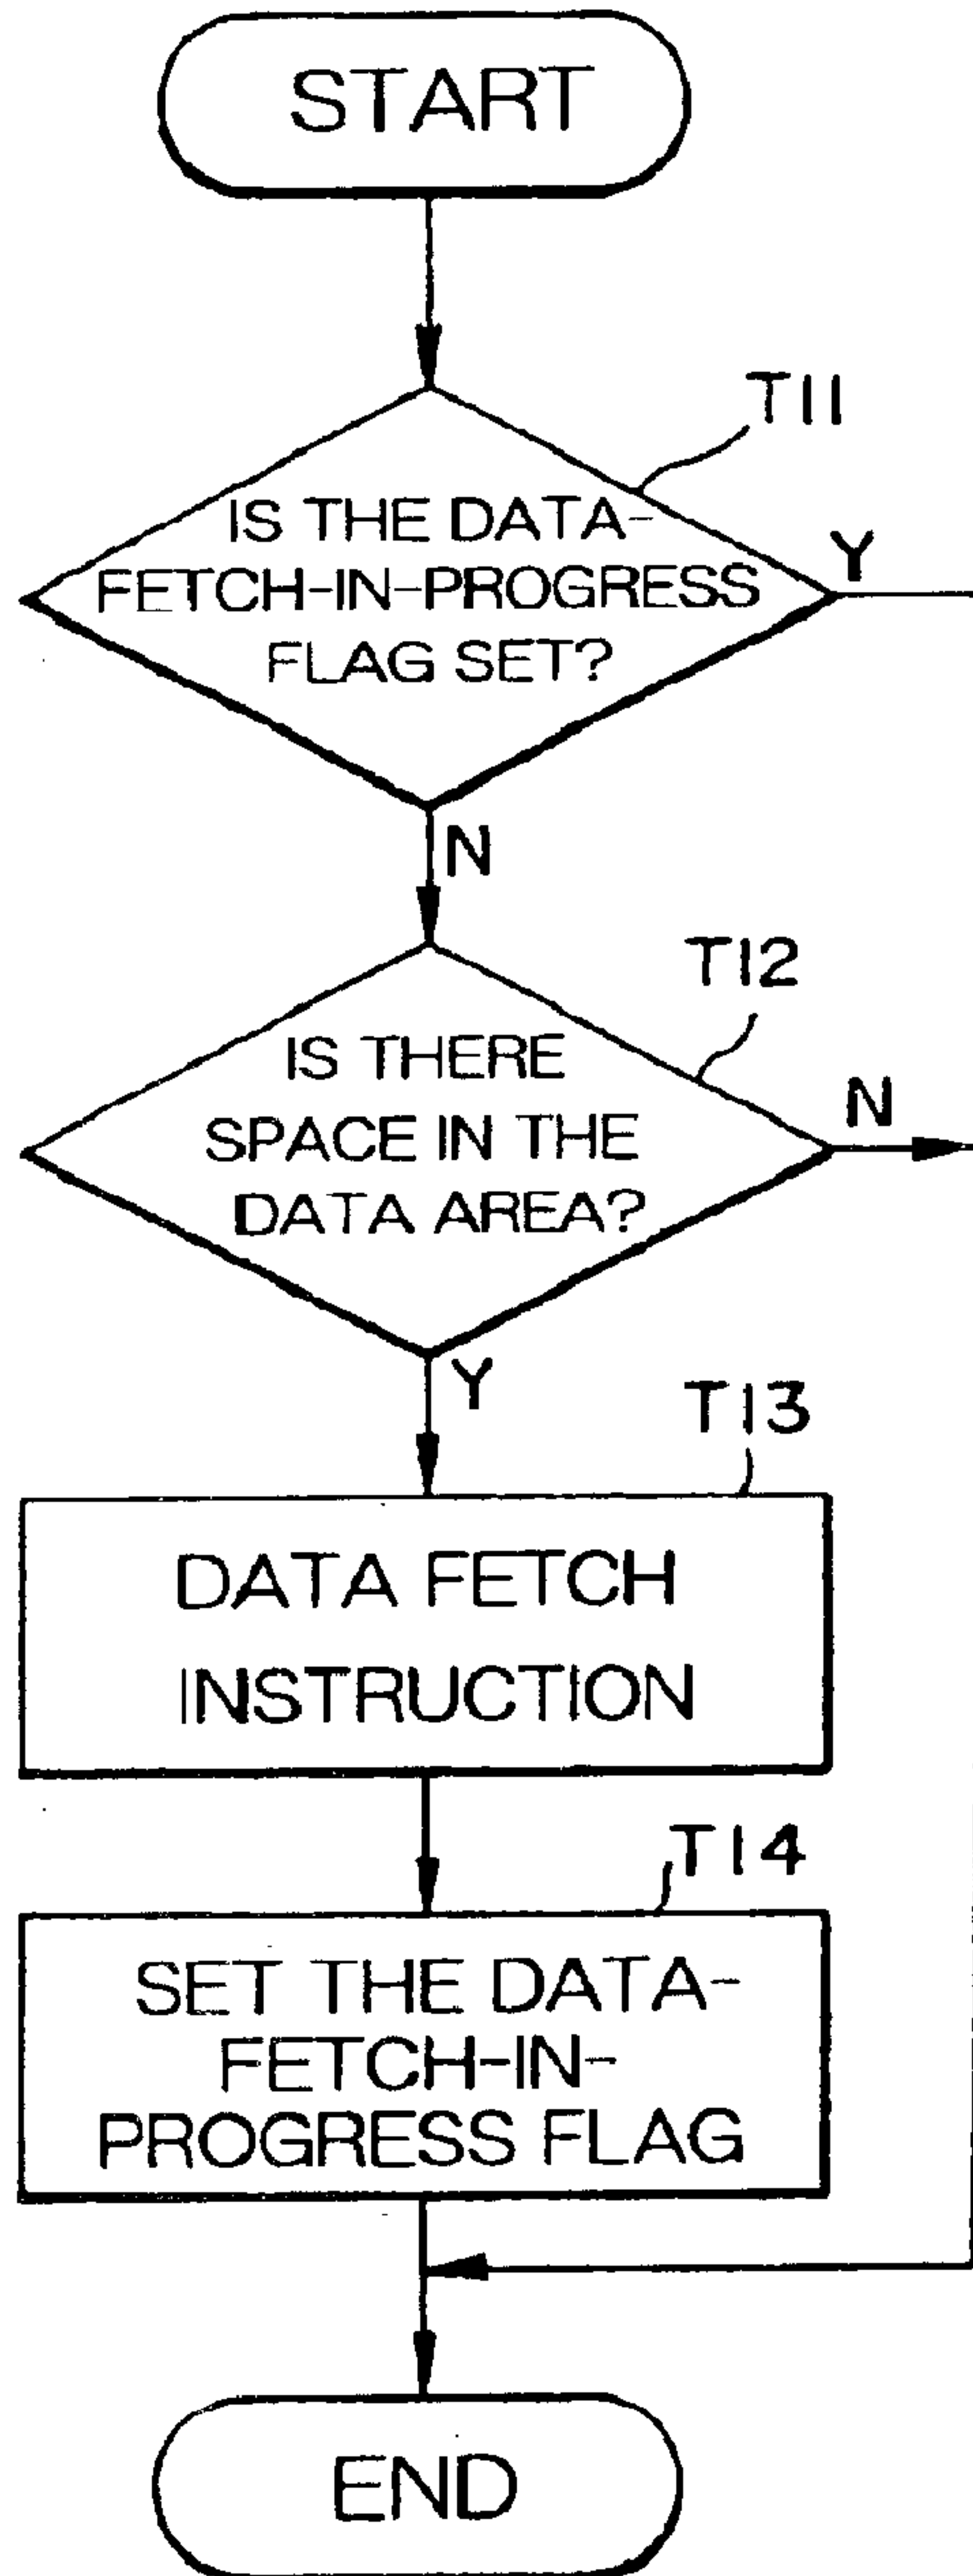 START
T11
IS THE DATA-
FETCH-IN-PROGRESS
FLAG SET?
Y
N
T12
IS THERE
SPACE IN THE
DATA AREA?
N
Y
T13
DATA FETCH
INSTRUCTION
T14
SET THE DATA-
FETCH-IN-
PROGRESS FLAG
END